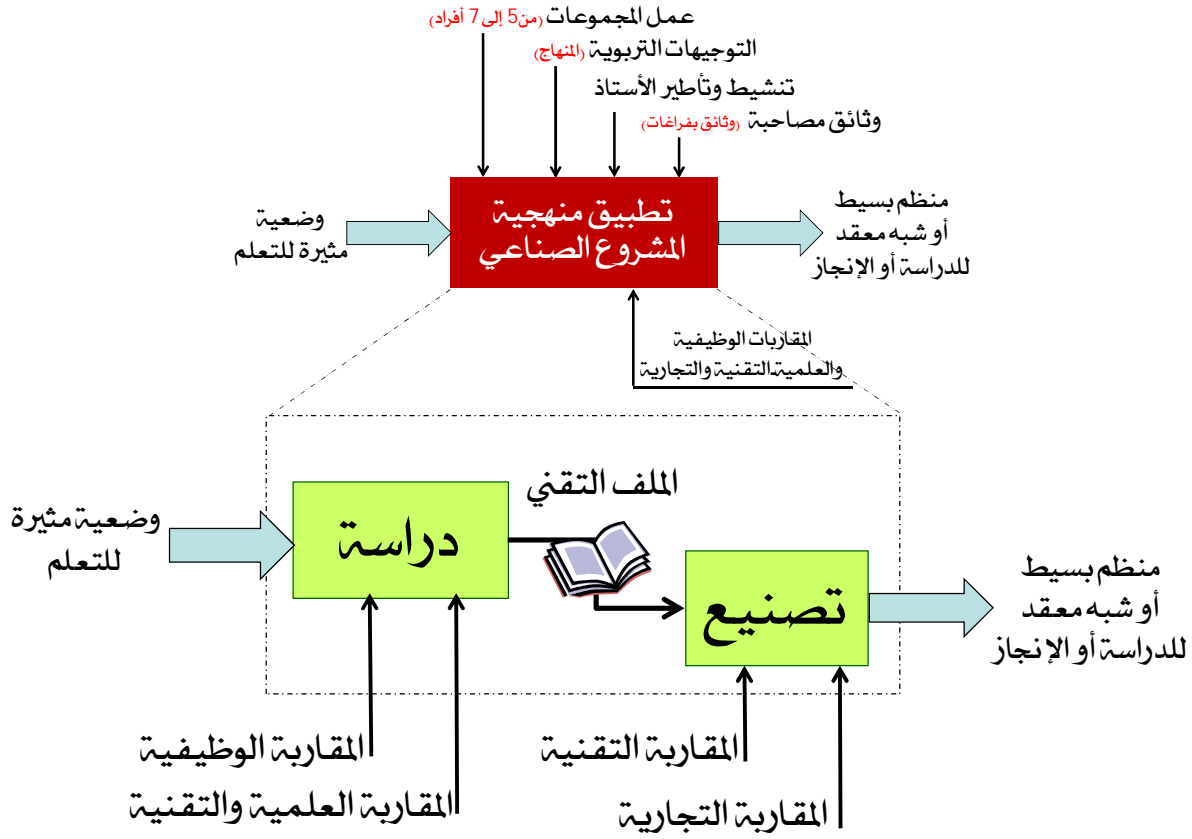 عمل المجموعات (من5 إلى 7 أفراد)
التوجيهات التربوية (المنهاج)
تنشيط وتأطير الأستاذ
وثائق مصاحبة (وثائق بفراغات)
وضعية
مثيرة للتعلم
تطبيق منهجية
المشروع الصناعي
منظم بسيط
أو شبه معقد
للدراسة أو الإنجاز
المقاربات الوظيفية
والعلمية.التقنية والتجارية
وضعية مثيرة
للتعلم
دراسة
الملف التقني
تصنيع
منظم بسيط
أو شبه معقد
للدراسة أو الإنجاز
المقاربة الوظيفية
المقاربة العلمية والتقنية
المقاربة التقنية
المقاربة التجارية